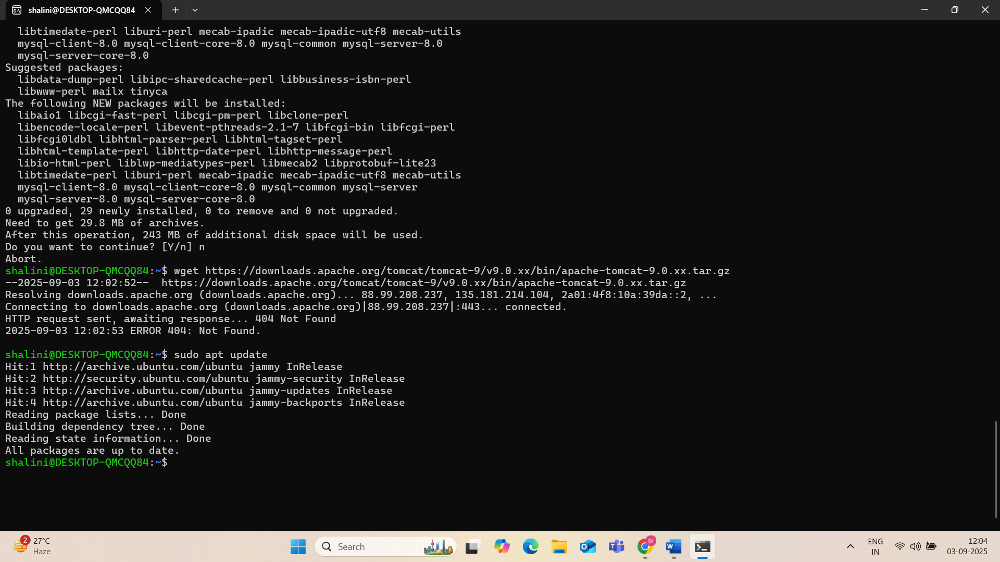 shalini@DESKTOP-QMCQQ84
libtimedate-perl liburi-perl mecab-ipadic mecab-ipadic-utf8 mecab-utils
mysql-client-8.0 mysql-client-core-8.0 mysql-common mysql-server-8.0
mysql-server-core-8.0
Suggested packages:
libdata-dump-perl libipc-sharedcache-perl libbusiness-isbn-perl
libwww-perl mailx tinyca
The following NEW packages will be installed:
libaio1 libcgi-fast-perl libcgi-pm-perl libclone-perl
libencode-locale-perl libevent-pthreads-2.1-7 libfcgi-bin libfcgi-perl
libfcgi0ldbl libhtml-parser-perl libhtml-tagset-perl
libhtml-template-perl libhttp-date-perl libhttp-message-perl
libio-html-perl liblwp-mediatypes-perl libmecab2 libprotobuf-lite23
libtimedate-perl liburi-perl mecab-ipadic mecab-ipadic-utf8 mecab-utils
mysql-client-8.0 mysql-client-core-8.0 mysql-common mysql-server
mysql-server-8.0 mysql-server-core-8.0
0 upgraded, 29 newly installed, 0 to remove and 0 not upgraded.
Need to get 29.8 MB of archives.
After this operation, 243 MB of additional disk space will be used.
Do you want to continue? [Y/n] n
Abort.
shalini@DESKTOP-QMCQQ84:~$ wget https://downloads.apache.org/tomcat/tomcat-9/v9.0.xx/bin/apache-tomcat-9.0.xx.tar.gz
--2025-09-03 12:02:52--  https://downloads.apache.org/tomcat/tomcat-9/v9.0.xx/bin/apache-tomcat-9.0.xx.tar.gz
Resolving downloads.apache.org (downloads.apache.org)... 88.99.208.237, 135.181.214.104, 2a01:4f8:10a:39da::2, ...
Connecting to downloads.apache.org (downloads.apache.org)|88.99.208.237|:443... connected.
HTTP request sent, awaiting response... 404 Not Found
2025-09-03 12:02:53 ERROR 404: Not Found.
shalini@DESKTOP-QMCQQ84:~$ sudo apt update
Hit:1 http://archive.ubuntu.com/ubuntu jammy InRelease
Hit:2 http://security.ubuntu.com/ubuntu jammy-security InRelease
Hit:3 http://archive.ubuntu.com/ubuntu jammy-updates InRelease
Hit:4 http://archive.ubuntu.com/ubuntu jammy-backports InRelease
Reading package lists... Done
Building dependency tree... Done
Reading state information... Done
All packages are up to date.
shalini@DESKTOP-QMCQQ84:~$
2
27°C
Haze
Search
Sr
ENG
IN
12:04
03-09-2025